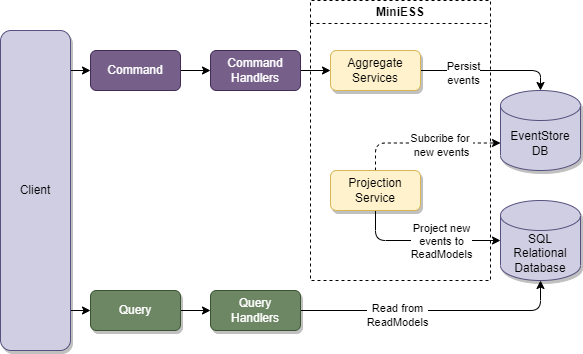 MiniESS
Client
Command
Command
Handlers
Aggregate
Services
Persist
events
EventStore
DB
Subcribe for
new events
Projection
Service
Project new
events to
ReadModels
SQL
Relational
Database
Query
Query
Handlers
Read from
ReadModels